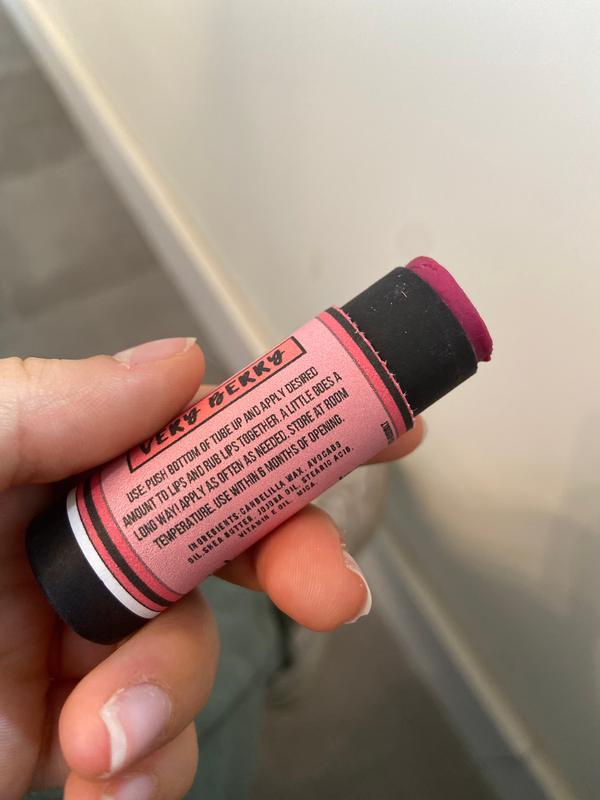 VERY BERRY
USE: PUSH BOTTOM OF TUBE UP AND APPLY DESIRED
AMOUNT TO LIPS AND RUB LIPS TOGETHER. A LITTLE GOES A
LONG WAY! APPLY AS OFTEN AS NEEDED. STORE AT ROOM
TEMPERATURE. USE WITHIN 6 MONTHS OF OPENING.
INGREDIENTS:CANDELILLA WAX, AVOCADO
OIL,SHEA BUTTER, JOJOBA OIL, STEARIC ACID,
VITAMIN E OIL, MICA